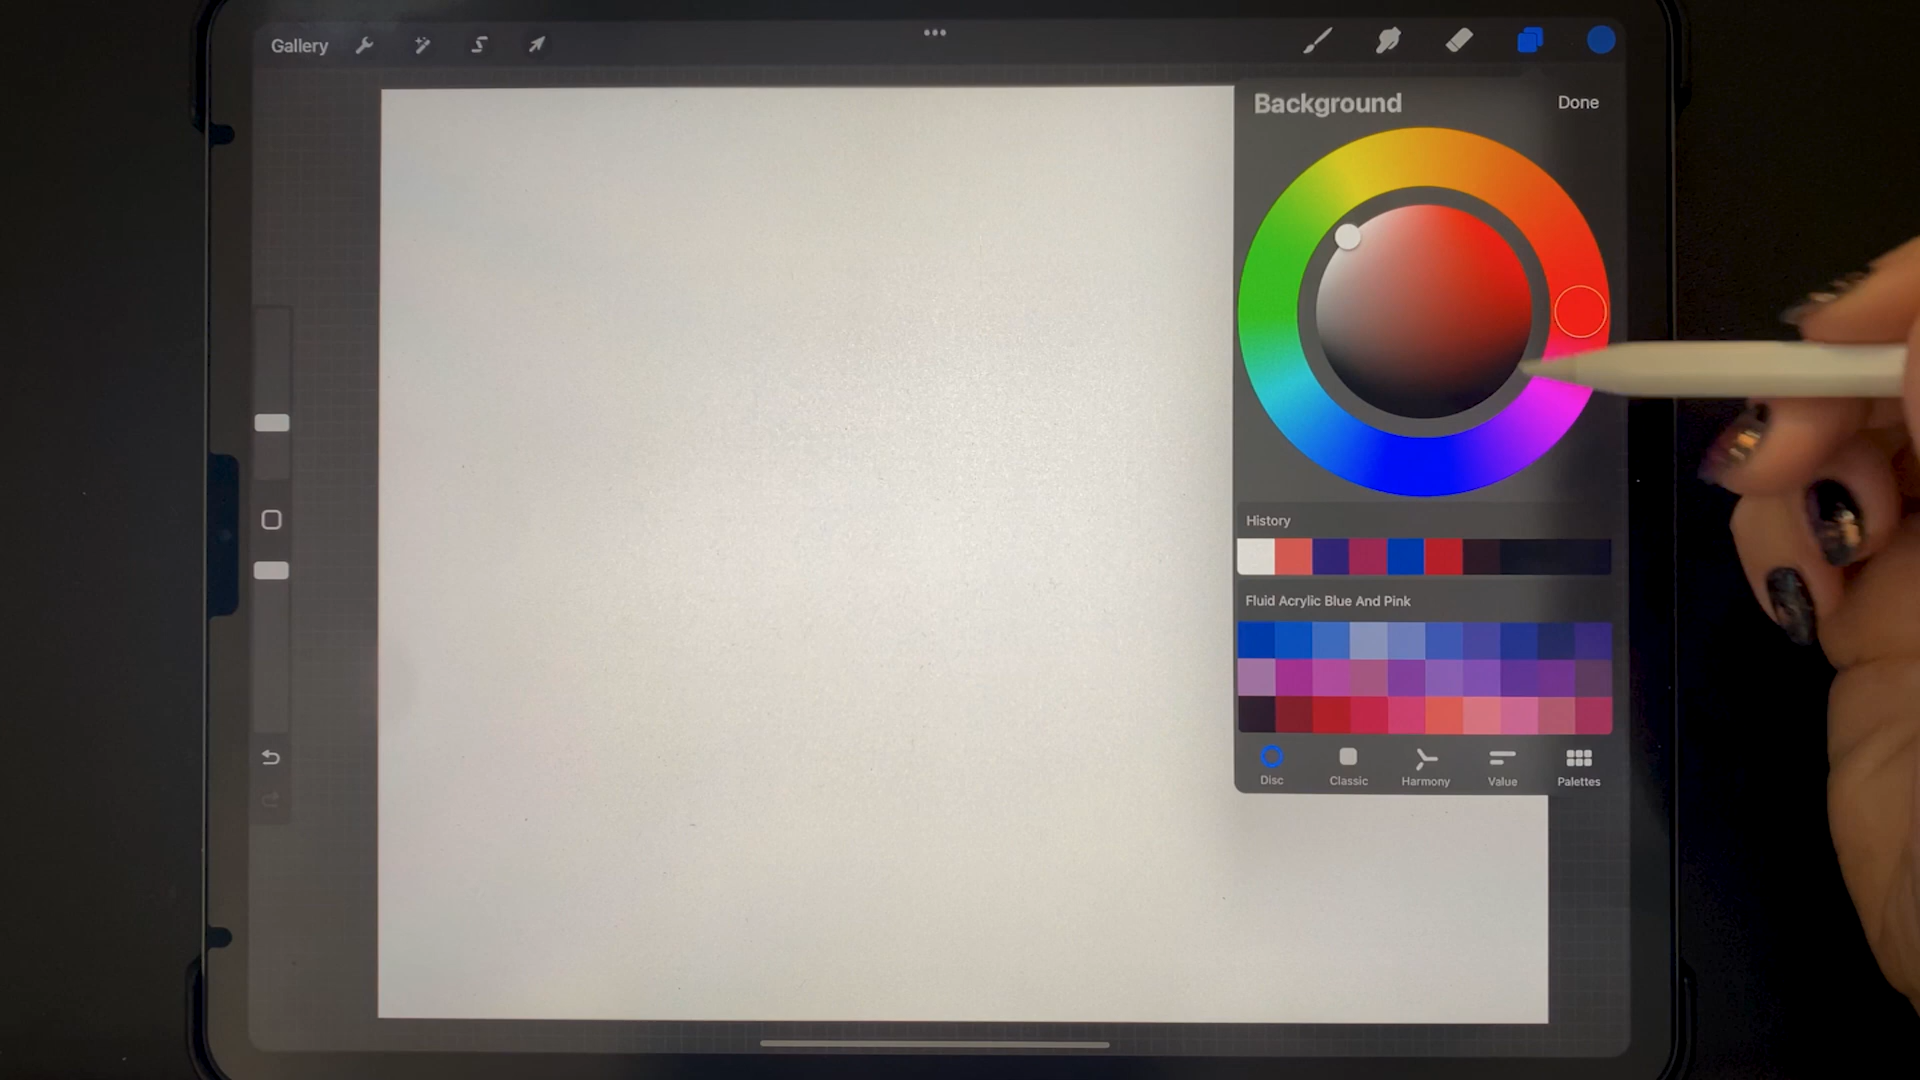 Gallery
Background
Done
History
Fluid Acrylic Blue And Pink
Disc
Classic
Harmony
Value
Palettes